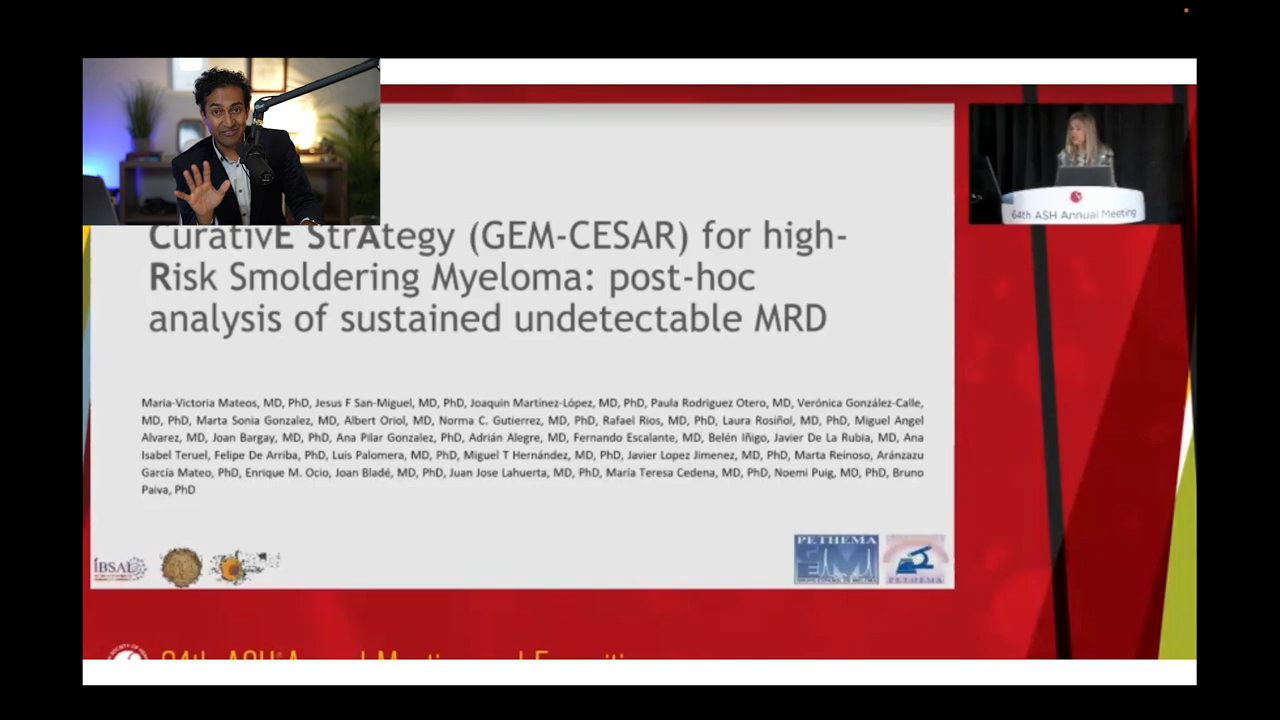 64th ASH Annual Meeting
CurativE StrAtegy (GEM-CESAR) for high-
Risk Smoldering Myeloma: post-hoc
analysis of sustained undetectable MRD
Maria-Victoria Mateos, MD, PhD, Jesus F San-Miguel, MD, PhD, Joaquin Martínez-López, MD, PhD, Paula Rodriguez Otero, MD, Verónica González-Calle,
MD, PhD, Marta Sonia Gonzalez, MD, Albert Oriol, MD, Norma C. Gutierrez, MD, PhD, Rafael Rios, MD, PhD, Laura Rosiñol, MD, PhD, Miguel Angel
Alvarez, MD, Joan Bargay, MD, PhD, Ana Pilar Gonzalez, PhD, Adrián Alegre, MD, Fernando Escalante, MD, Belén Iñigo, Javier De La Rubia, MD, Ana
Isabel Teruel, Felipe De Arriba, PhD, Luis Palomera, MD, PhD, Miguel T Hernández, MD, PhD, Javier Lopez Jimenez, MD, PhD, Marta Reinoso, Aránzazu
García Mateo, PhD, Enrique M. Ocio, Joan Bladé, MD, PhD, Juan Jose Lahuerta, MD, PhD, María Teresa Cedena, MD, PhD, Noemi Puig, MD, PhD, Bruno
Paiva, PhD
IBSAL
PETHEMA
PETHEMA